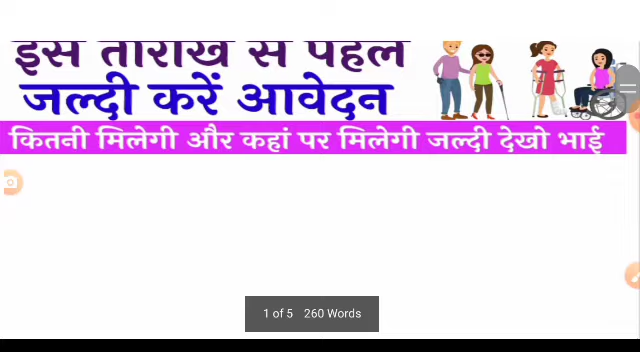 इस तारीख से पहले
जल्दी करें आवेदन
कितनी मिलेगी और कहां पर मिलेगी जल्दी देखो भाई
1 of 5 260 Words